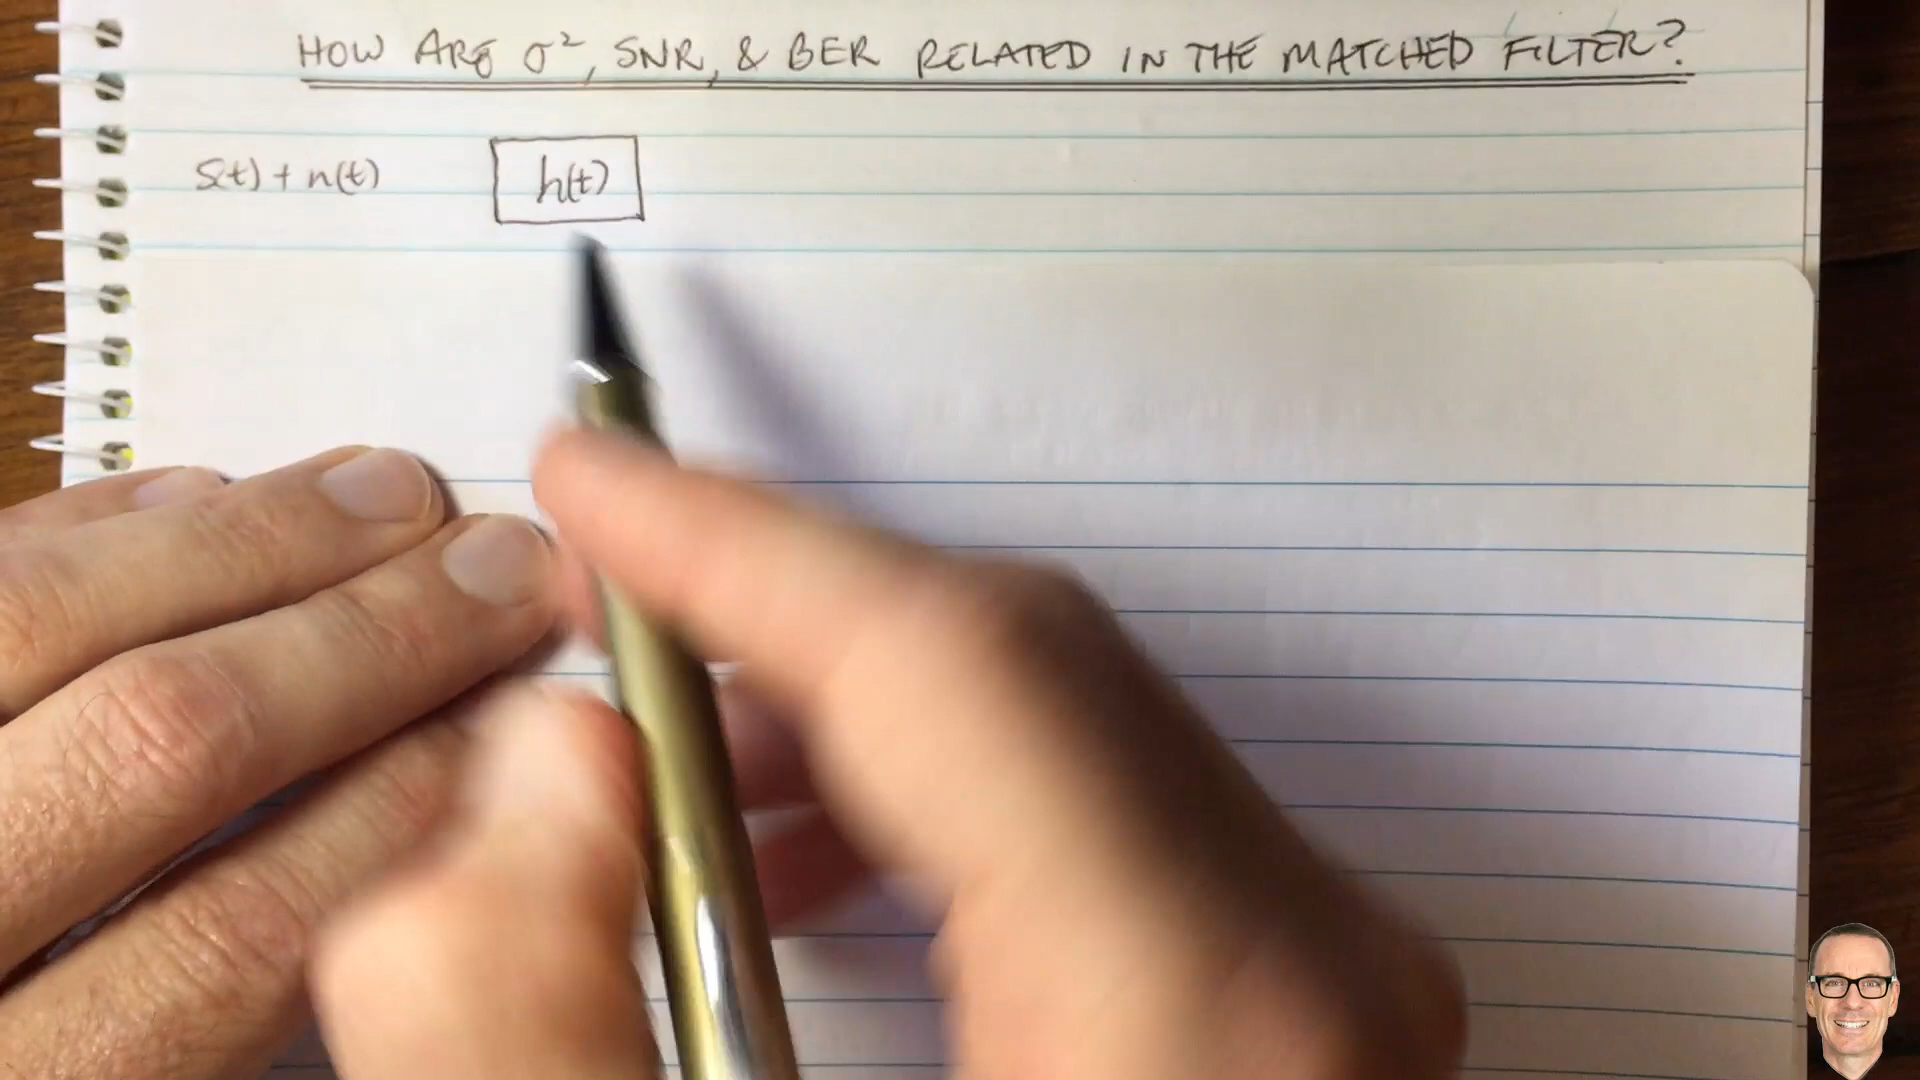 HOW ARE σ², SNR, & BER RELATED IN THE MATCHED FILTER?
s(t) + n(t) h(t)